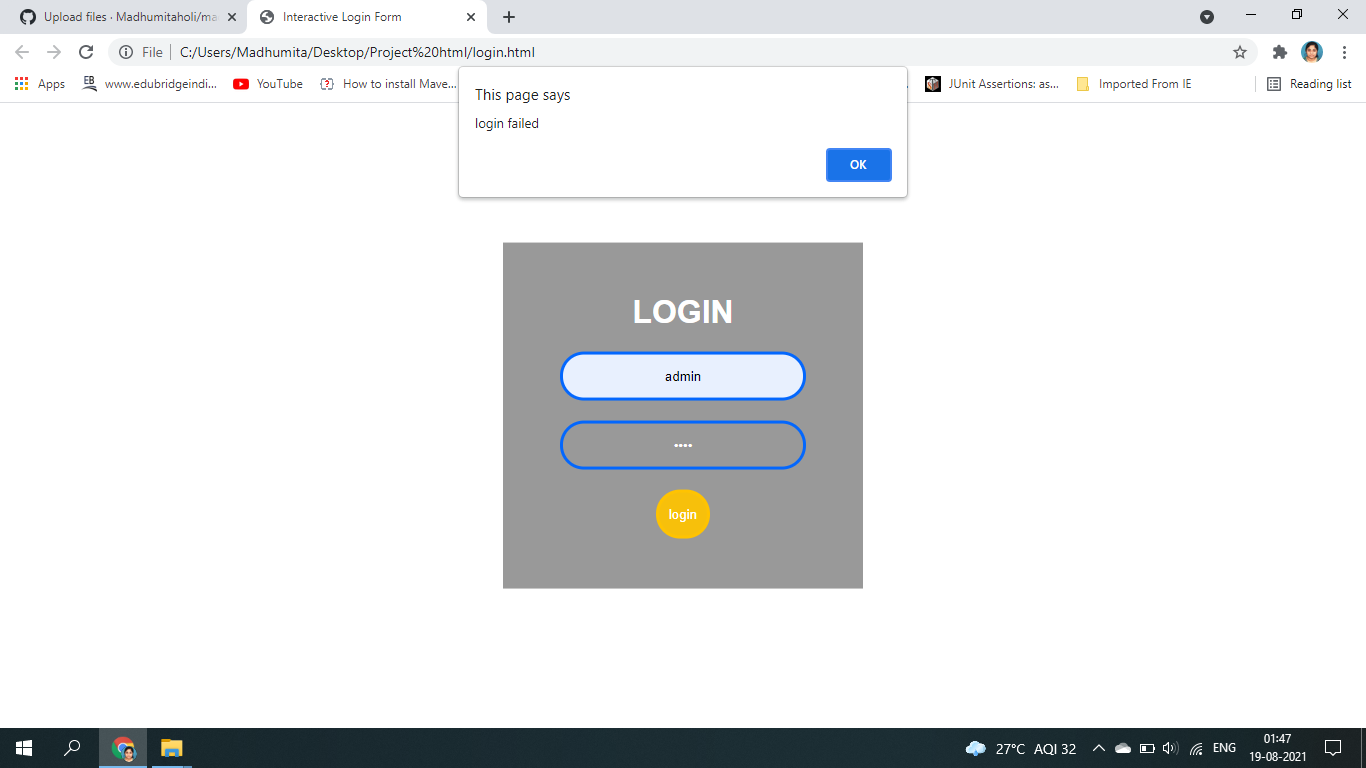 Upload files · Madhumitaholi/ma
Interactive Login Form
File
C:/Users/Madhumita/Desktop/Project%20html/login.html
Apps
EB
www.edubridgeindi...
YouTube
How to install Mave...
JUnit Assertions: as...
Imported From IE
Reading list
This page says
login failed
OK
LOGIN
admin
••••
login
27°C AQI 32
ENG
01:47
19-08-2021